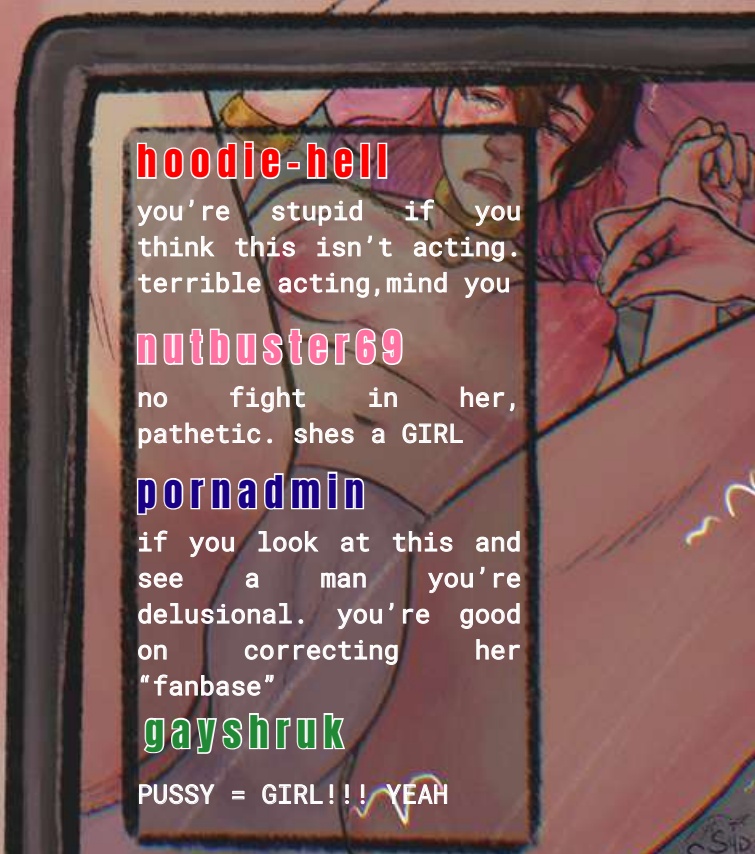 hoodie-hell
you're stupid if you
think this isn't acting.
terrible acting,mind you
nutbuster69
no fight in her,
pathetic. shes a GIRL
pornadmin
if you look at this and
see a man you're
delusional. you're good
on correcting her
“fanbase”
gayshruk
PUSSY = GIRL!!! YEAH